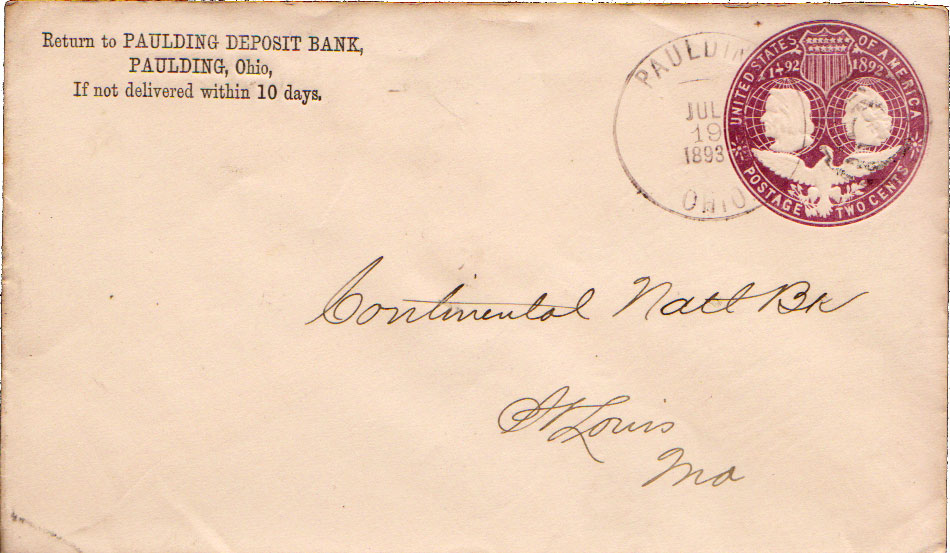 Return to PAULDING DEPOSIT BANK,
PAULDING, Ohio,
If not delivered within 10 days.
PAULDIN
JUL
19
1893
OHIO
UNITED STATES OF AMERICA
1492 1892
POSTAGE TWO CENTS
Continental Natl Bk
St Louis
Mo